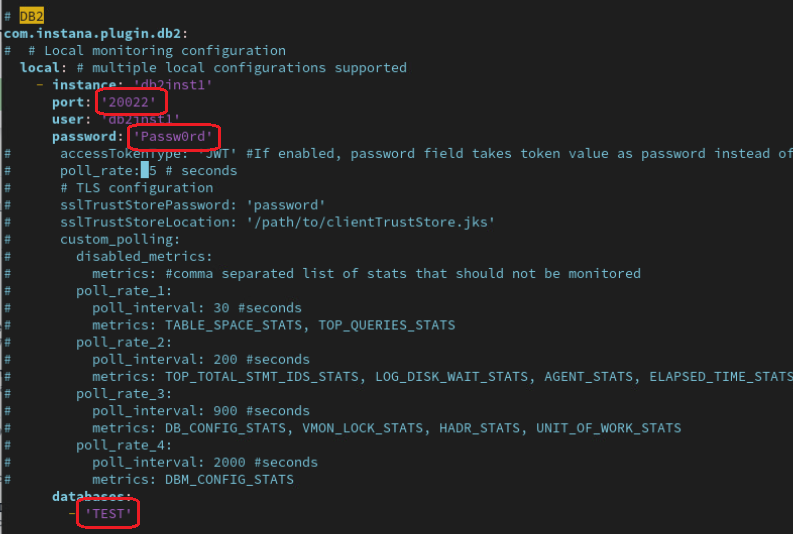 # DB2
com.instana.plugin.db2:
#  # Local monitoring configuration
  local: # multiple local configurations supported
    - instance: 'db2inst1'
      port: '20022'
      user: 'db2inst1'
      password: 'Passw0rd'
#      accessTokenType: 'JWT' #If enabled, password field takes token value as password instead of
#      poll_rate: 5 # seconds
#      # TLS configuration
#      sslTrustStorePassword: 'password'
#      sslTrustStoreLocation: '/path/to/clientTrustStore.jks'
#      custom_polling:
#        disabled_metrics:
#          metrics: #comma separated list of stats that should not be monitored
#        poll_rate_1:
#          poll_interval: 30 #seconds
#          metrics: TABLE_SPACE_STATS, TOP_QUERIES_STATS
#        poll_rate_2:
#          poll_interval: 200 #seconds
#          metrics: TOP_TOTAL_STMT_IDS_STATS, LOG_DISK_WAIT_STATS, AGENT_STATS, ELAPSED_TIME_STATS
#        poll_rate_3:
#          poll_interval: 900 #seconds
#          metrics: DB_CONFIG_STATS, VMON_LOCK_STATS, HADR_STATS, UNIT_OF_WORK_STATS
#        poll_rate_4:
#          poll_interval: 2000 #seconds
#          metrics: DBM_CONFIG_STATS
      databases:
        - 'TEST'